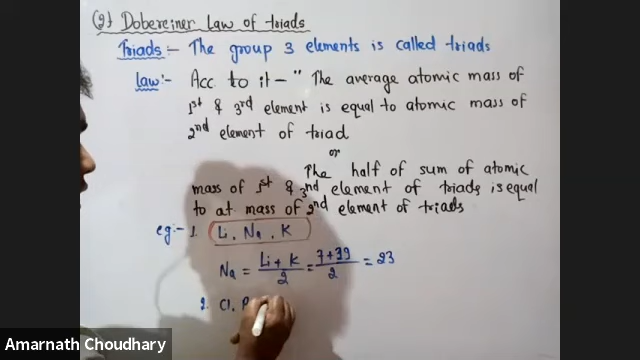 (2) Dobereiner Law of triads
Triads:- The group 3 elements is called triads
Law:- Acc to it - " The average atomic mass of
1st & 3rd element is equal to atomic mass of
2nd element of triad
or
The half of sum of atomic
mass of 1st & 3nd element of triads is equal
to at mass of 2nd element of triads
eg:- 1. Li, Na, K
Na = Li + K / 2 = 7+39 / 2 = 23
2. Cl,
Amarnath Choudhary